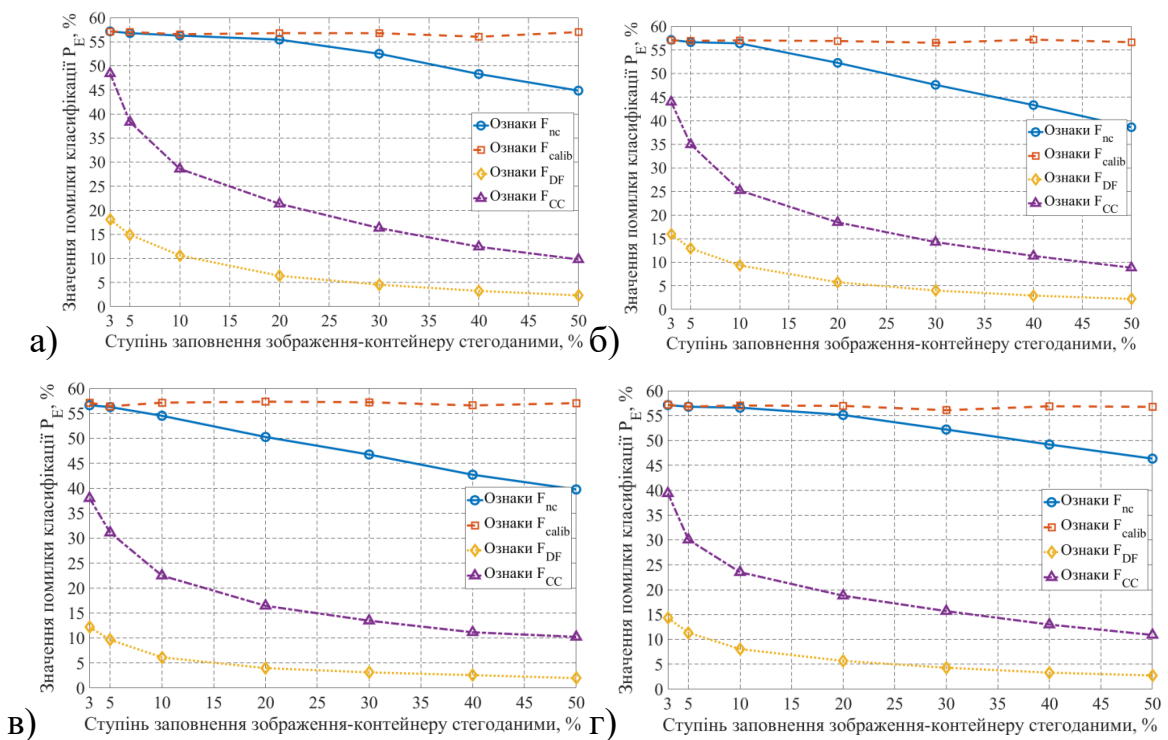 Значення помилки класифікації P_E, %
60
55
50
45
40
35
30
25
20
15
10
5
0
Ознаки F_nc
Ознаки F_calib
Ознаки F_DF
Ознаки F_CC
3 5 10 15 20 25 30 35 40 45 50
Ступінь заповнення зображення-контейнеру стегоданими, %
а)
Значення помилки класифікації P_E, %
60
55
50
45
40
35
30
25
20
15
10
5
0
Ознаки F_nc
Ознаки F_calib
Ознаки F_DF
Ознаки F_CC
3 5 10 15 20 25 30 35 40 45 50
Ступінь заповнення зображення-контейнеру стегоданими, %
б)
Значення помилки класифікації P_E, %
60
55
50
45
40
35
30
25
20
15
10
5
0
Ознаки F_nc
Ознаки F_calib
Ознаки F_DF
Ознаки F_CC
3 5 10 15 20 25 30 35 40 45 50
Ступінь заповнення зображення-контейнеру стегоданими, %
в)
Значення помилки класифікації P_E, %
60
55
50
45
40
35
30
25
20
15
10
5
0
Ознаки F_nc
Ознаки F_calib
Ознаки F_DF
Ознаки F_CC
3 5 10 15 20 25 30 35 40 45 50
Ступінь заповнення зображення-контейнеру стегоданими, %
г)